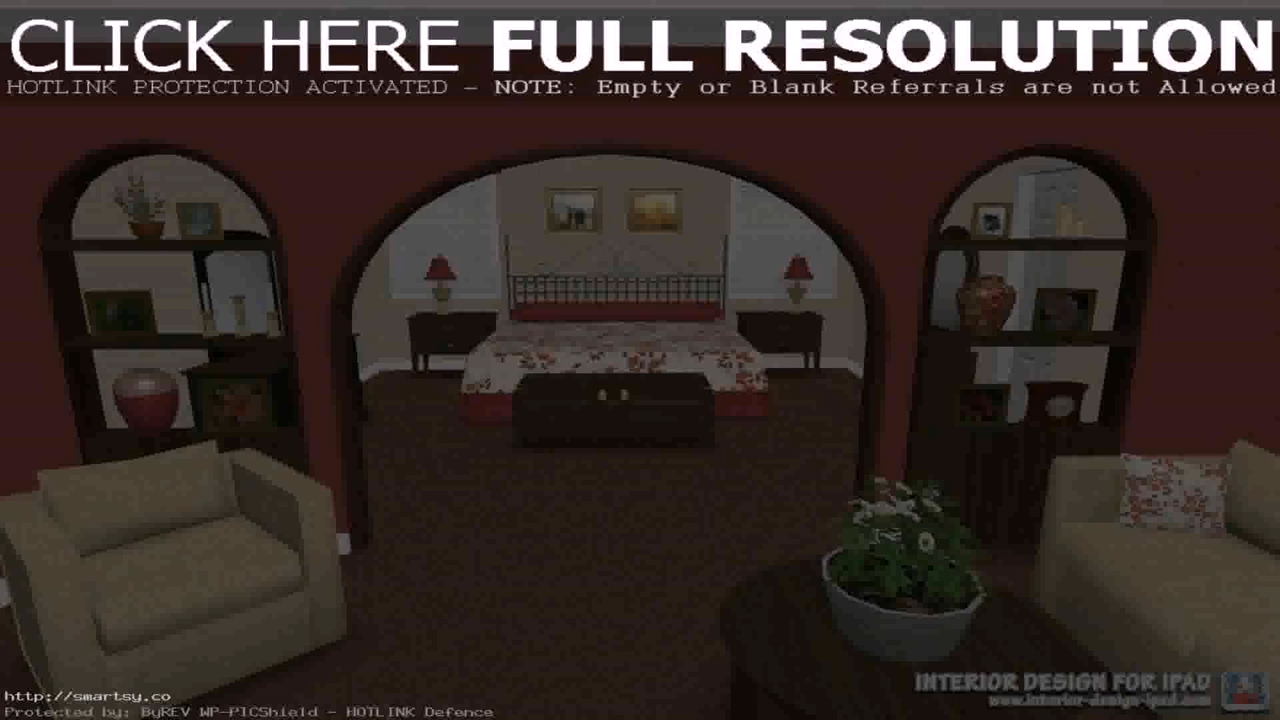 CLICK HERE FULL RESOLUTION
HOTLINK PROTECTION ACTIVATED - NOTE: Empty or Blank Referrals are not Allowed
INTERIOR DESIGN FOR IPAD
www.interior-design-ipad.com
http://smartsy.co
Protected by: ByREV WP-PICShield - HOTLINK Defence